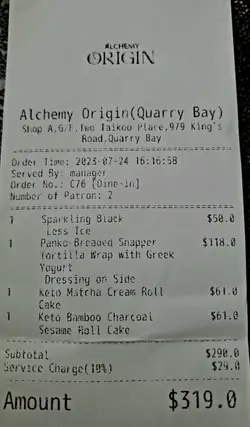 ALCHEMY
ORIGIN
Alchemy Origin(Quarry Bay)
Shop A,G/F,Two Taikoo Place,979 King's
Road,Quarry Bay
Order Time: 2023-07-24 16:16:58
Served By: manager
Order No.: C76 [Dine-in]
Number of Patron: 2
1 Sparkling Black $50.0
Less Ice
1 Panko Breaded Snapper $118.0
Tortilla Wrap with Greek
Yogurt
Dressing on Side
1 Keto Matcha Cream Roll $61.0
Cake
1 Keto Bamboo Charcoal $61.0
Sesame Roll Cake
Subtotal $290.0
Service Charge(10%) $29.0
Amount $319.0